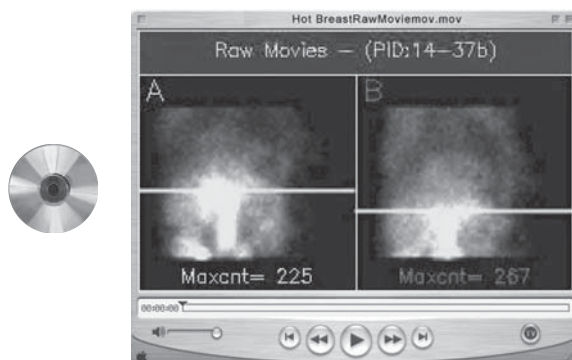 Hot BreastRawMoviemov.mov
Raw Movies - (PID:14-37b)
A
B
Maxcnt= 225
Maxcnt= 267
00:00:00